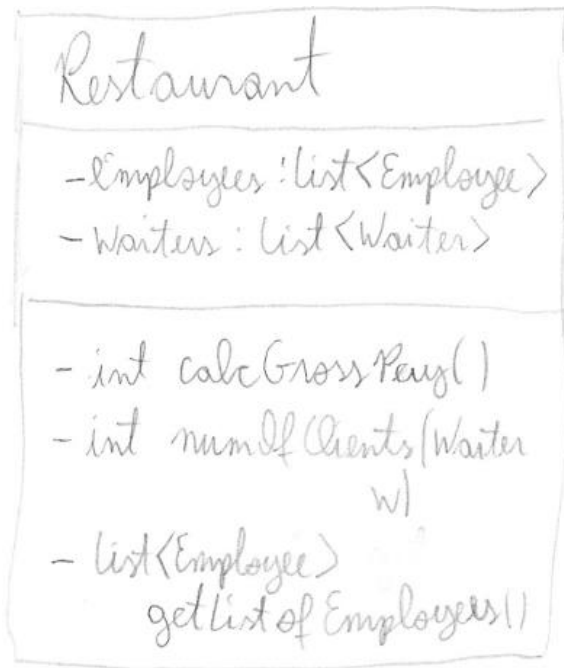 Restaurant
- Employees : List<Employee>
- Waiters : List<Waiter>
- int calcGrossPay()
- int numOfClients(Waiter
w)
- List<Employee>
getListofEmployees()